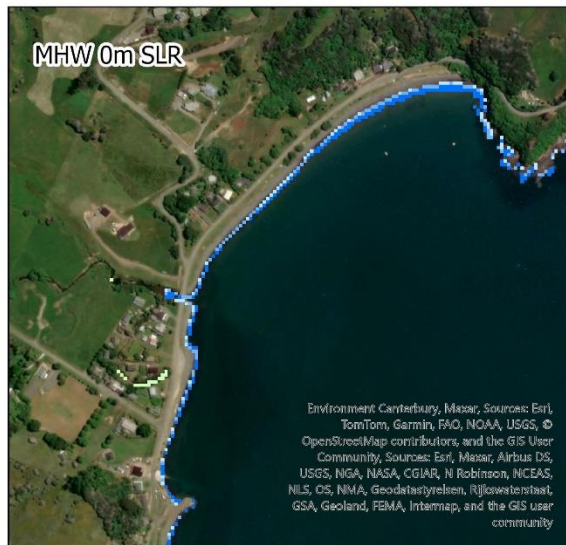 MHW 0m SLR
Environment Canterbury, Maxar, Sources: Esri,
TomTom, Garmin, FAO, NOAA, USGS, ©
OpenStreetMap contributors, and the GIS User
Community, Sources: Esri, Maxar, Airbus DS,
USGS, NGA, NASA, CGIAR, N Robinson, NCEAS,
NLS, OS, NMA, Geodatastyrelsen, Rijkswaterstaat,
GSA, Geoland, FEMA, Intermap, and the GIS user
community